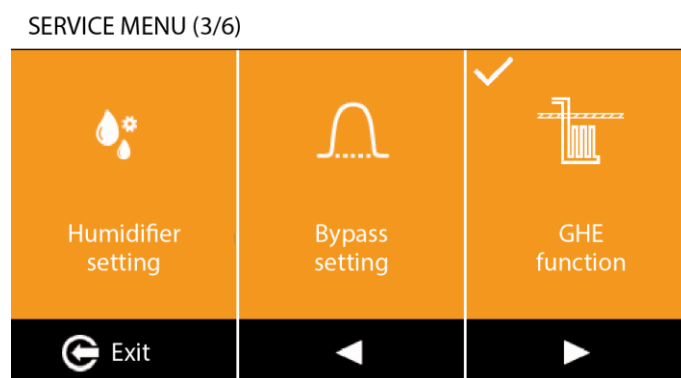 SERVICE MENU (3/6)
Humidifier
setting
Bypass
setting
GHE
function
Exit